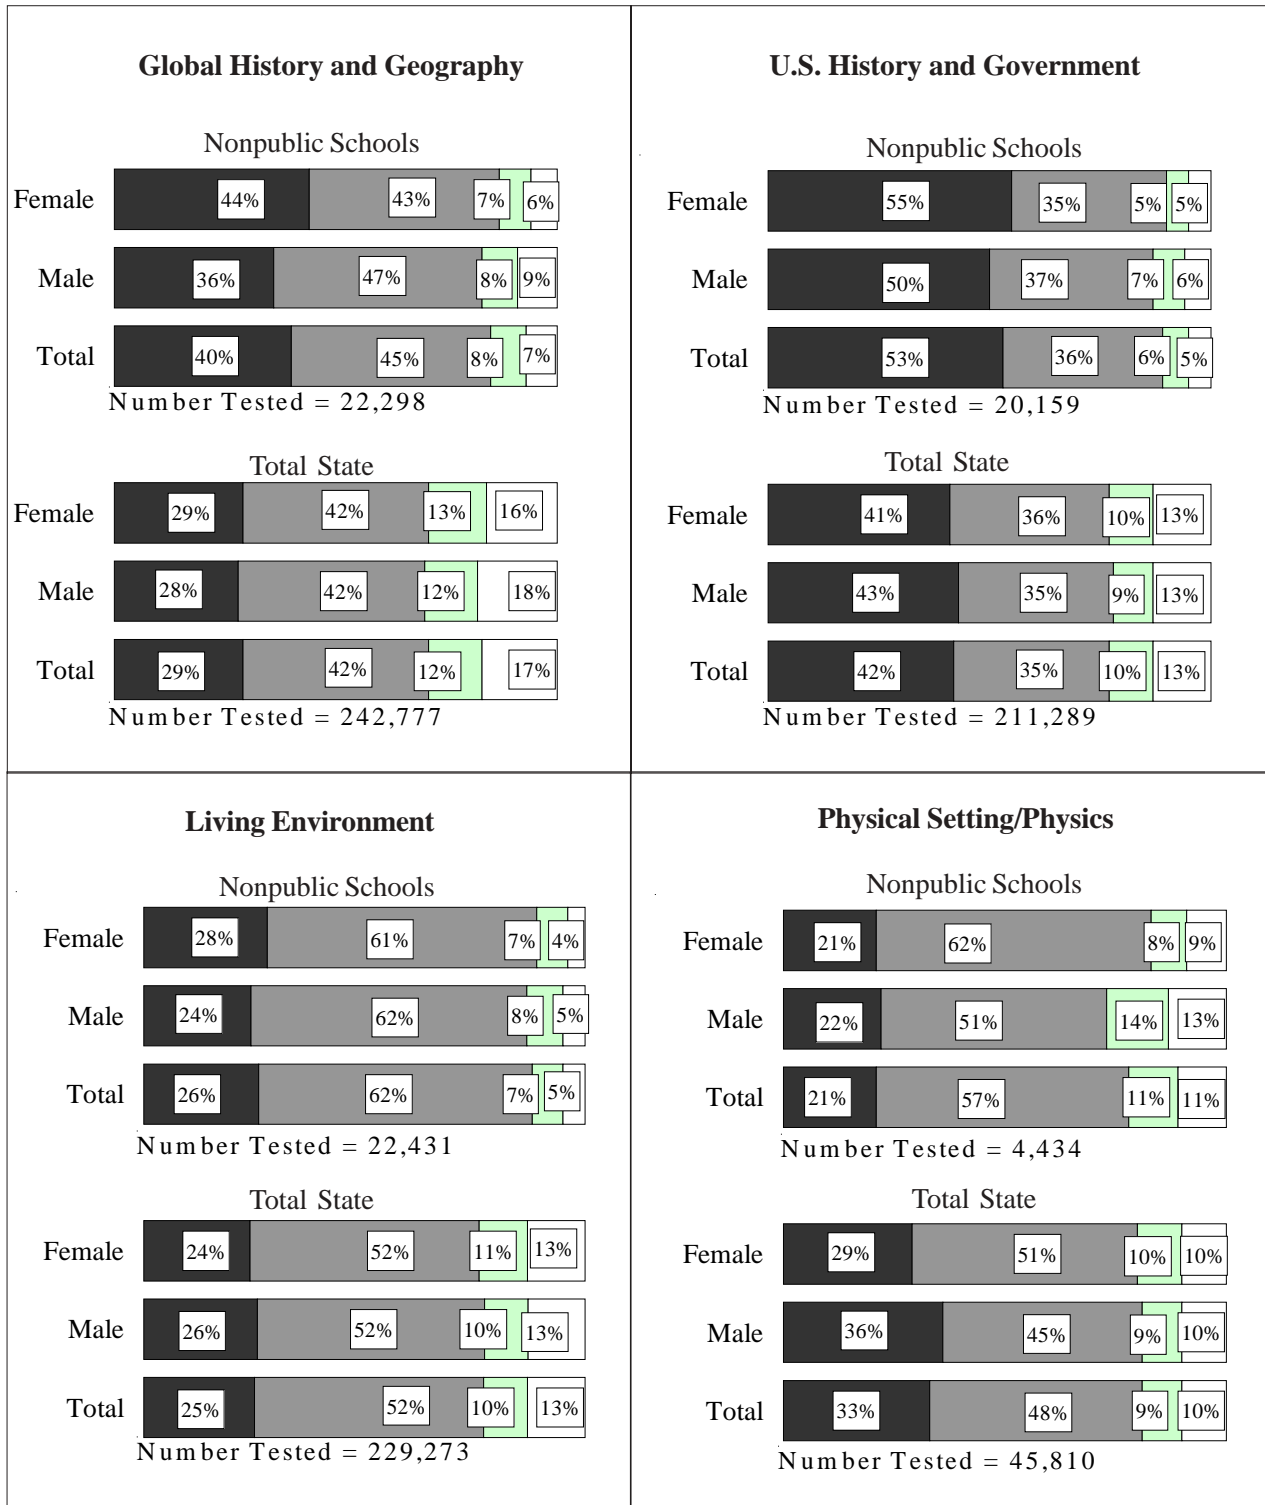 Global History and Geography
Nonpublic Schools
Female 44% 43% 7% 6%
Male 36% 47% 8% 9%
Total 40% 45% 8% 7%
Number Tested = 22,298
Total State
Female 29% 42% 13% 16%
Male 28% 42% 12% 18%
Total 29% 42% 12% 17%
Number Tested = 242,777
U.S. History and Government
Nonpublic Schools
Female 55% 35% 5% 5%
Male 50% 37% 7% 6%
Total 53% 36% 6% 5%
Number Tested = 20,159
Total State
Female 41% 36% 10% 13%
Male 43% 35% 9% 13%
Total 42% 35% 10% 13%
Number Tested = 211,289
Living Environment
Nonpublic Schools
Female 28% 61% 7% 4%
Male 24% 62% 8% 5%
Total 26% 62% 7% 5%
Number Tested = 22,431
Total State
Female 24% 52% 11% 13%
Male 26% 52% 10% 13%
Total 25% 52% 10% 13%
Number Tested = 229,273
Physical Setting/Physics
Nonpublic Schools
Female 21% 62% 8% 9%
Male 22% 51% 14% 13%
Total 21% 57% 11% 11%
Number Tested = 4,434
Total State
Female 29% 51% 10% 10%
Male 36% 45% 9% 10%
Total 33% 48% 9% 10%
Number Tested = 45,810